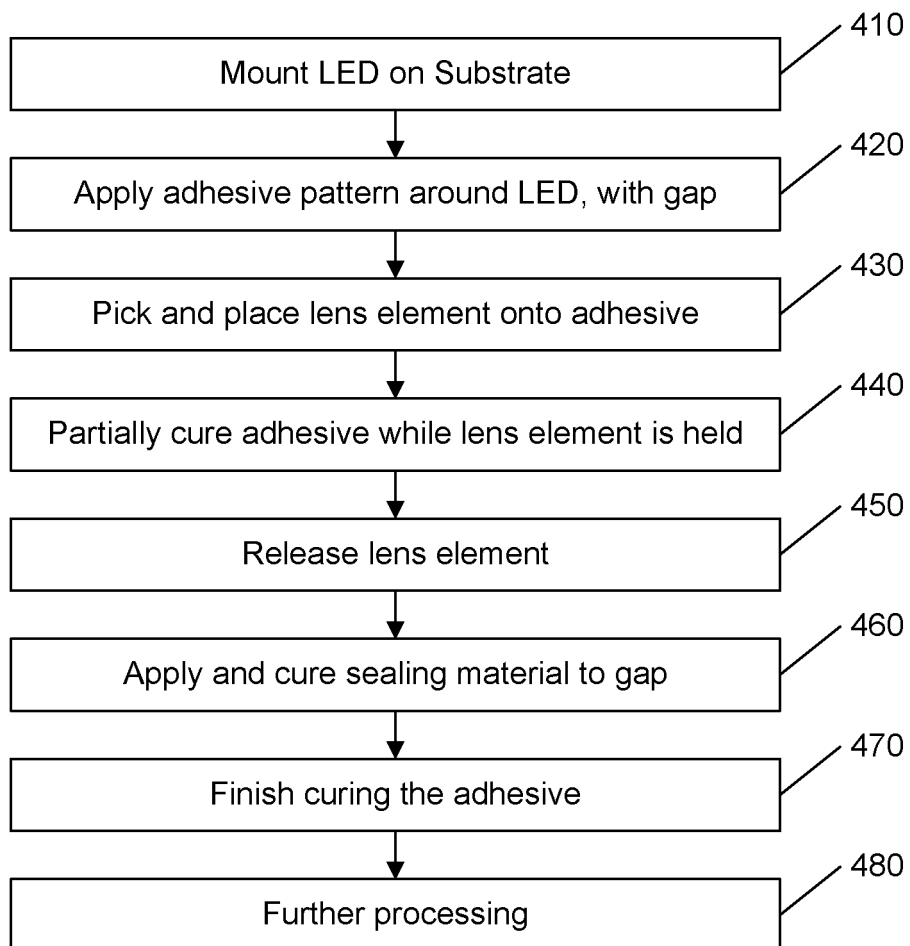 410
Mount LED on Substrate
420
Apply adhesive pattern around LED, with gap
430
Pick and place lens element onto adhesive
440
Partially cure adhesive while lens element is held
450
Release lens element
460
Apply and cure sealing material to gap
470
Finish curing the adhesive
480
Further processing